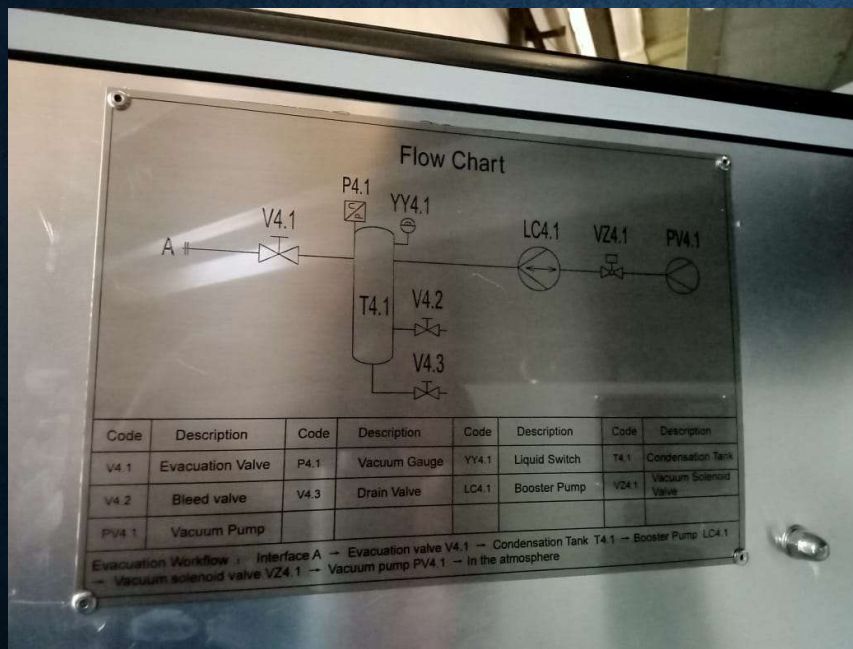 Flow Chart
P4.1
YY4.1
V4.1
LC4.1
VZ4.1
PV4.1
A
T4.1
V4.2
V4.3
Code Description Code Description Code Description Code Description
V4.1 Evacuation Valve P4.1 Vacuum Gauge YY4.1 Liquid Switch T4.1 Condensation Tank
V4.2 Bleed valve V4.3 Drain Valve LC4.1 Booster Pump VZ4.1 Vacuum Solenoid
Valve
PV4.1 Vacuum Pump
Evacuation Workflow : Interface A → Evacuation valve V4.1 → Condensation Tank T4.1 → Booster Pump LC4.1
→ Vacuum solenoid valve VZ4.1 → Vacuum pump PV4.1 → In the atmosphere